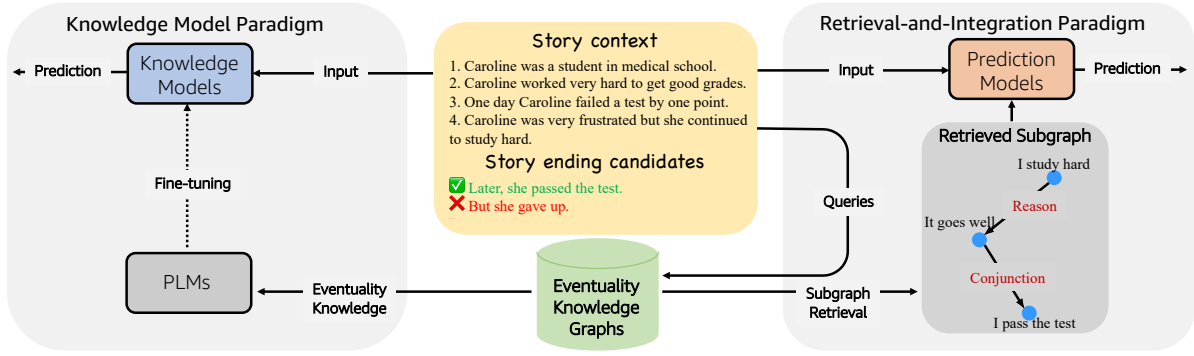 Knowledge Model Paradigm
Prediction
Knowledge
Models
Input
Fine-tuning
PLMs
Eventuality
Knowledge
Story context
1. Caroline was a student in medical school.
2. Caroline worked very hard to get good grades.
3. One day Caroline failed a test by one point.
4. Caroline was very frustrated but she continued
to study hard.
Story ending candidates
✅ Later, she passed the test.
❌ But she gave up.
Eventuality
Knowledge
Graphs
Retrieval-and-Integration Paradigm
Input
Prediction
Models
Prediction
Queries
Subgraph
Retrieval
Retrieved Subgraph
I study hard
Reason
It goes well
Conjunction
I pass the test